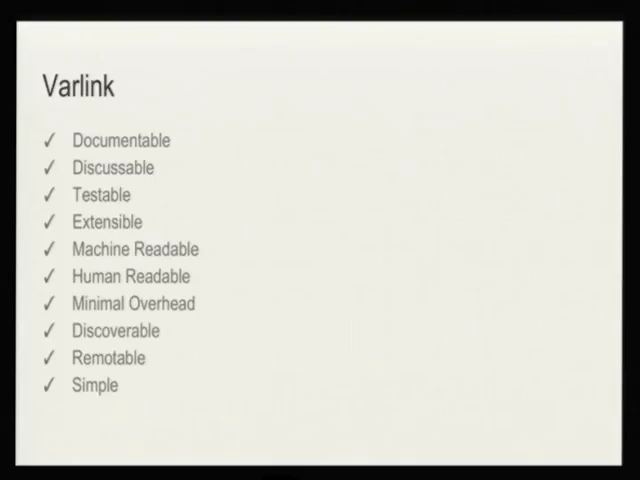 Varlink
✓ Documentable
✓ Discussable
✓ Testable
✓ Extensible
✓ Machine Readable
✓ Human Readable
✓ Minimal Overhead
✓ Discoverable
✓ Remotable
✓ Simple